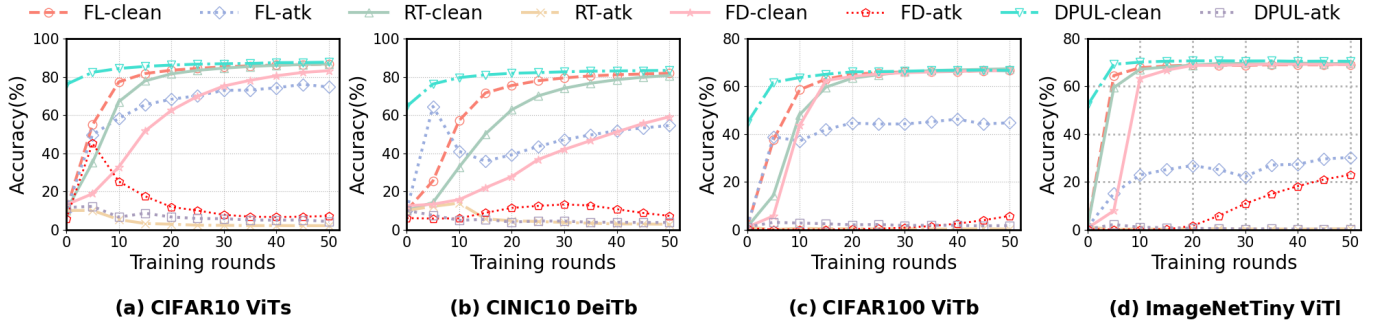 FL-clean FL-atk RT-clean RT-atk FD-clean FD-atk DPUL-clean DPUL-atk
Accuracy(%)
100
80
60
40
20
0
0 10 20 30 40 50
Training rounds
(a) CIFAR10 ViTs
Accuracy(%)
100
80
60
40
20
0
0 10 20 30 40 50
Training rounds
(b) CINIC10 DeiTb
Accuracy(%)
80
60
40
20
0
0 10 20 30 40 50
Training rounds
(c) CIFAR100 ViTb
Accuracy(%)
80
60
40
20
0
0 10 20 30 40 50
Training rounds
(d) ImageNetTiny ViTl